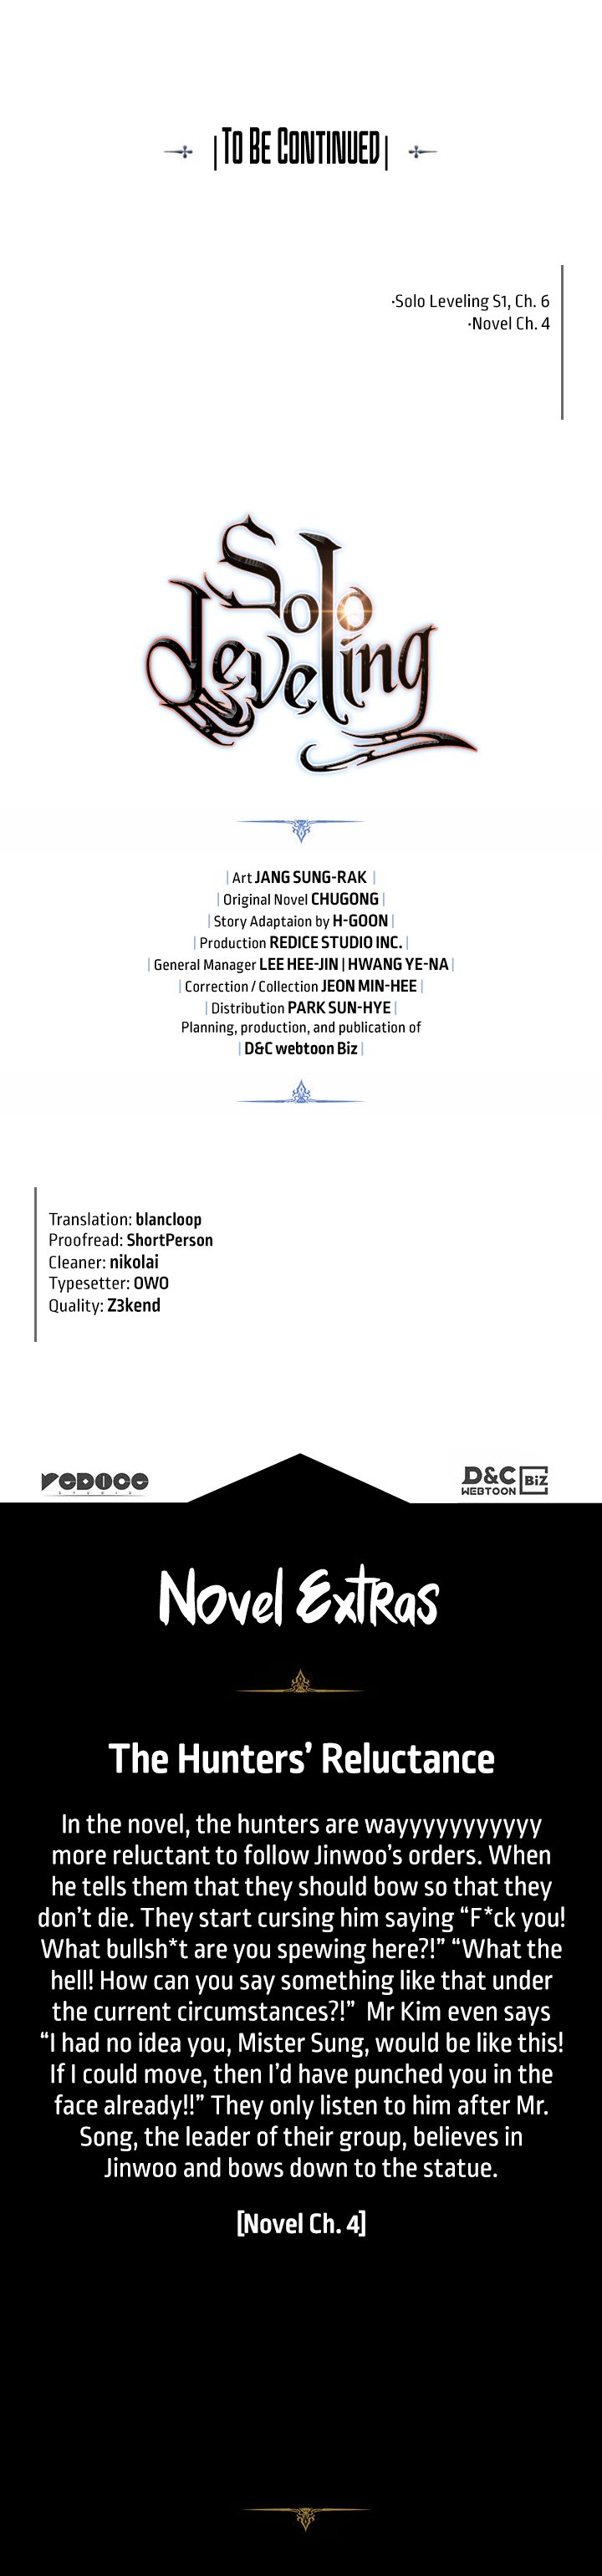 | To Be Continued |
·Solo Leveling S1, Ch. 6
·Novel Ch. 4
Solo
Leveling
| Art JANG SUNG-RAK |
| Original Novel CHUGONG |
| Story Adaptaion by H-GOON |
| Production REDICE STUDIO INC. |
| General Manager LEE HEE-JIN | HWANG YE-NA |
| Correction / Collection JEON MIN-HEE |
| Distribution PARK SUN-HYE |
Planning, production, and publication of
| D&C webtoon Biz |
Translation: blancloop
Proofread: ShortPerson
Cleaner: nikolai
Typesetter: OWO
Quality: Z3kend
REDICE
STUDIO
D&C BiZ
WEBTOON
Novel Extras
The Hunters’ Reluctance
In the novel, the hunters are wayyyyyyyyyyy
more reluctant to follow Jinwoo’s orders. When
he tells them that they should bow so that they
don’t die. They start cursing him saying “F*ck you!
What bullsh*t are you spewing here?!” “What the
hell! How can you say something like that under
the current circumstances?!” Mr Kim even says
“I had no idea you, Mister Sung, would be like this!
If I could move, then I’d have punched you in the
face already!!” They only listen to him after Mr.
Song, the leader of their group, believes in
Jinwoo and bows down to the statue.
[Novel Ch. 4]